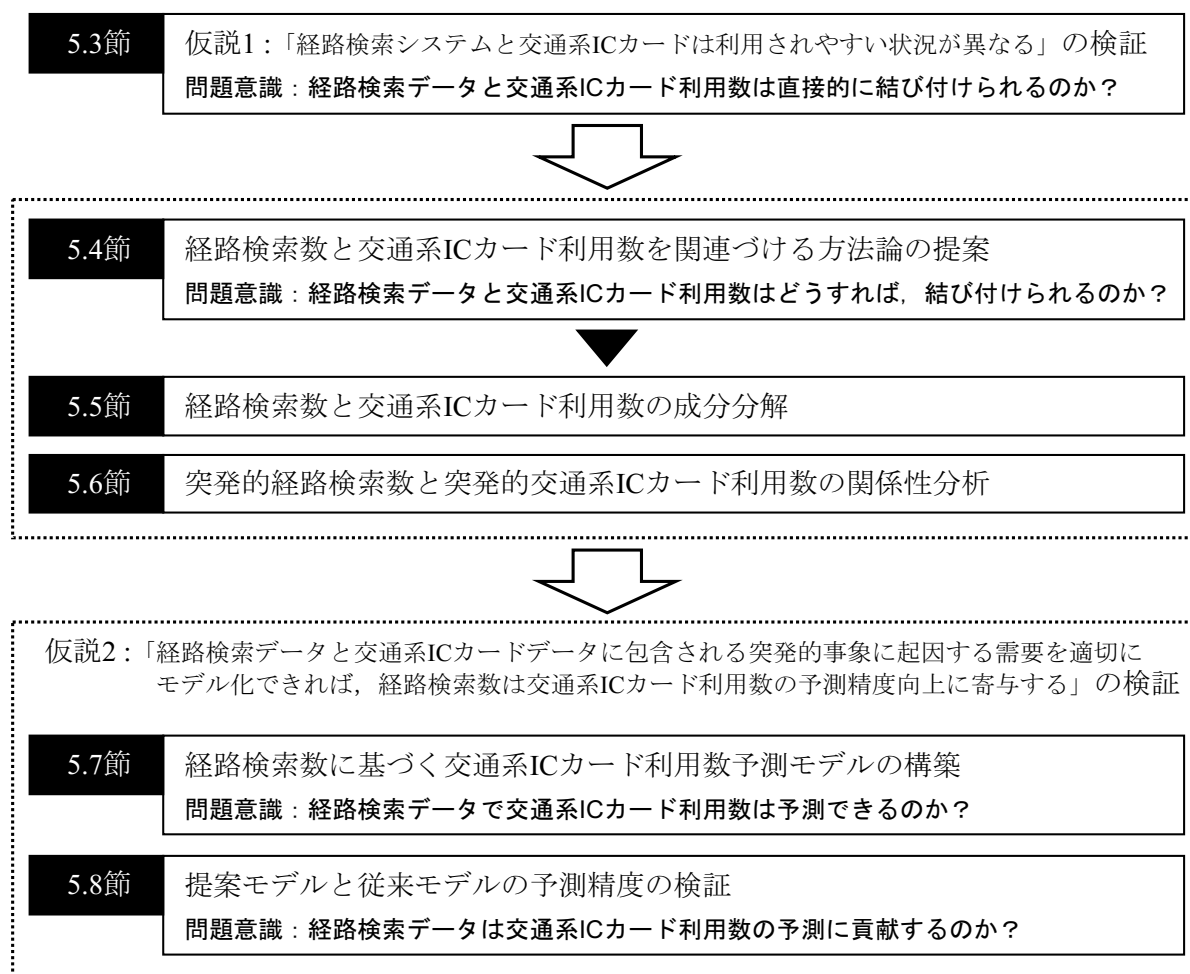 5.3節
仮説1：「経路検索システムと交通系ICカードは利用されやすい状況が異なる」の検証
問題意識：経路検索データと交通系ICカード利用数は直接的に結び付けられるのか？
5.4節
経路検索数と交通系ICカード利用数を関連づける方法論の提案
問題意識：経路検索データと交通系ICカード利用数はどうすれば，結び付けられるのか？
5.5節
経路検索数と交通系ICカード利用数の成分分解
5.6節
突発的経路検索数と突発的交通系ICカード利用数の関係性分析
仮説2：「経路検索データと交通系ICカードデータに包含される突発的事象に起因する需要を適切に
モデル化できれば，経路検索数は交通系ICカード利用数の予測精度向上に寄与する」の検証
5.7節
経路検索数に基づく交通系ICカード利用数予測モデルの構築
問題意識：経路検索データで交通系ICカード利用数は予測できるのか？
5.8節
提案モデルと従来モデルの予測精度の検証
問題意識：経路検索データは交通系ICカード利用数の予測に貢献するのか？